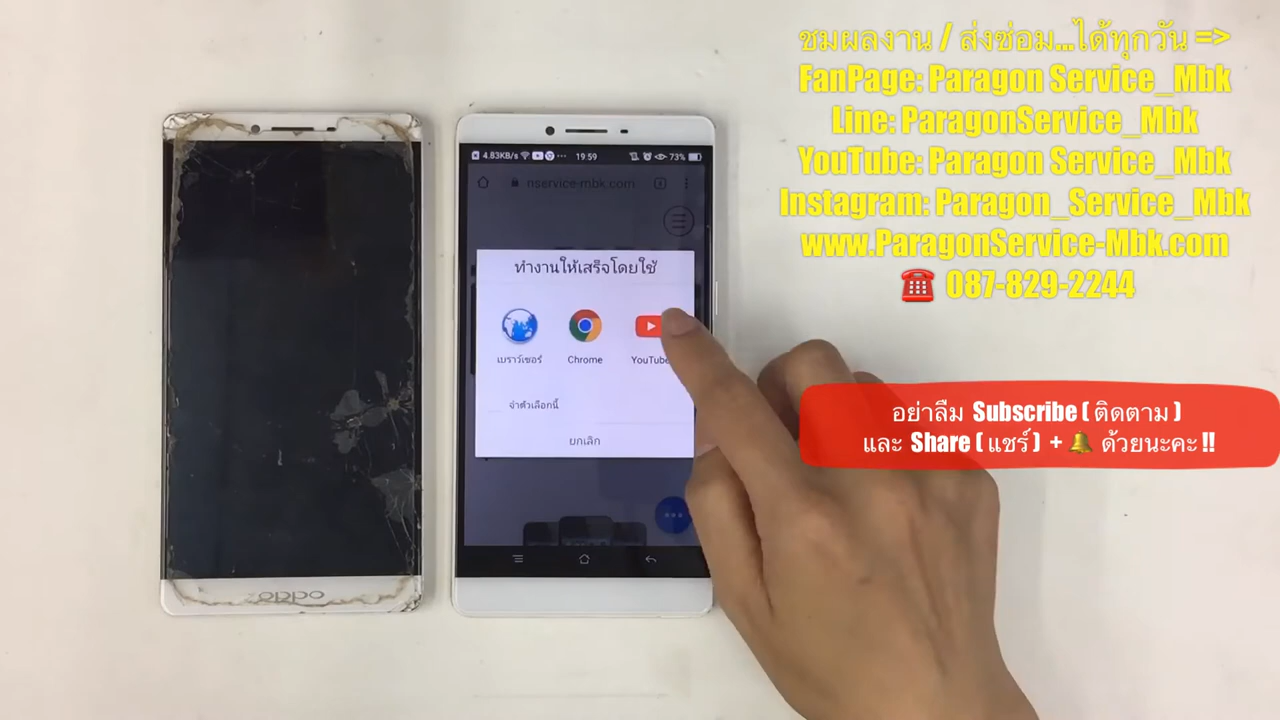 ชมผลงาน / ส่งซ่อม...ได้ทุกวัน =>
FanPage: Paragon Service_Mbk
Line: ParagonService_Mbk
YouTube: Paragon Service_Mbk
Instagram: Paragon_Service_Mbk
www.ParagonService-Mbk.com
☎️ 087-829-2244
4.83KB/s ... 19:59 73%
nservice-mbk.com
ทำงานให้เสร็จโดยใช้
เบราว์เซอร์ Chrome YouTube
จำตัวเลือกนี้
ยกเลิก
อย่าลืม Subscribe ( ติดตาม )
และ Share ( แชร์ ) + 🔔 ด้วยนะคะ !!
oppo